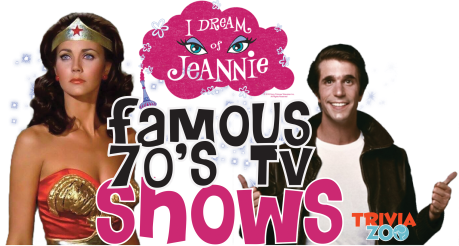 I DREAM
of
JEANNIE
famous
70's TV
Shows
TRIVIA
ZOO